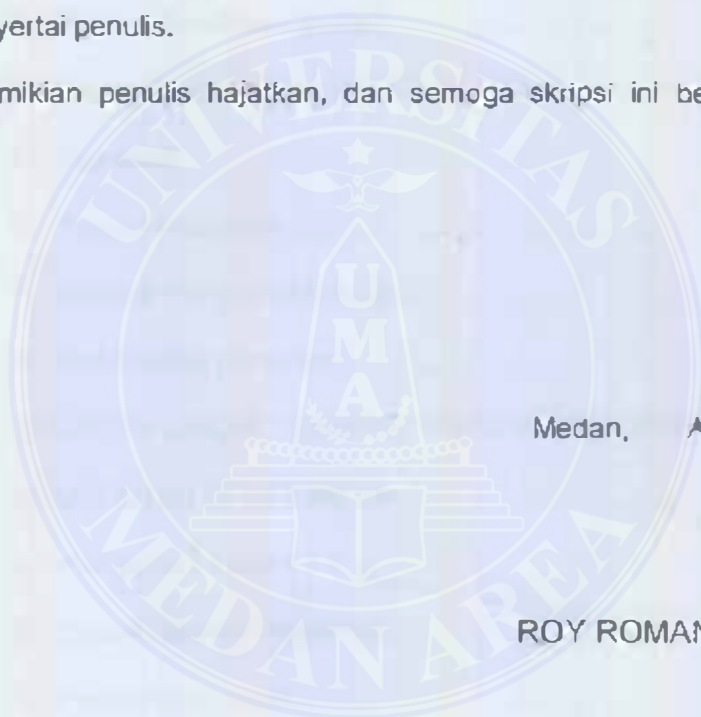 yertai penulis.
mikian penulis hajatkan, dan semoga skripsi ini be
UNIVERSITAS
U
M
A
Medan, A
MEDAN AREA
ROY ROMAN